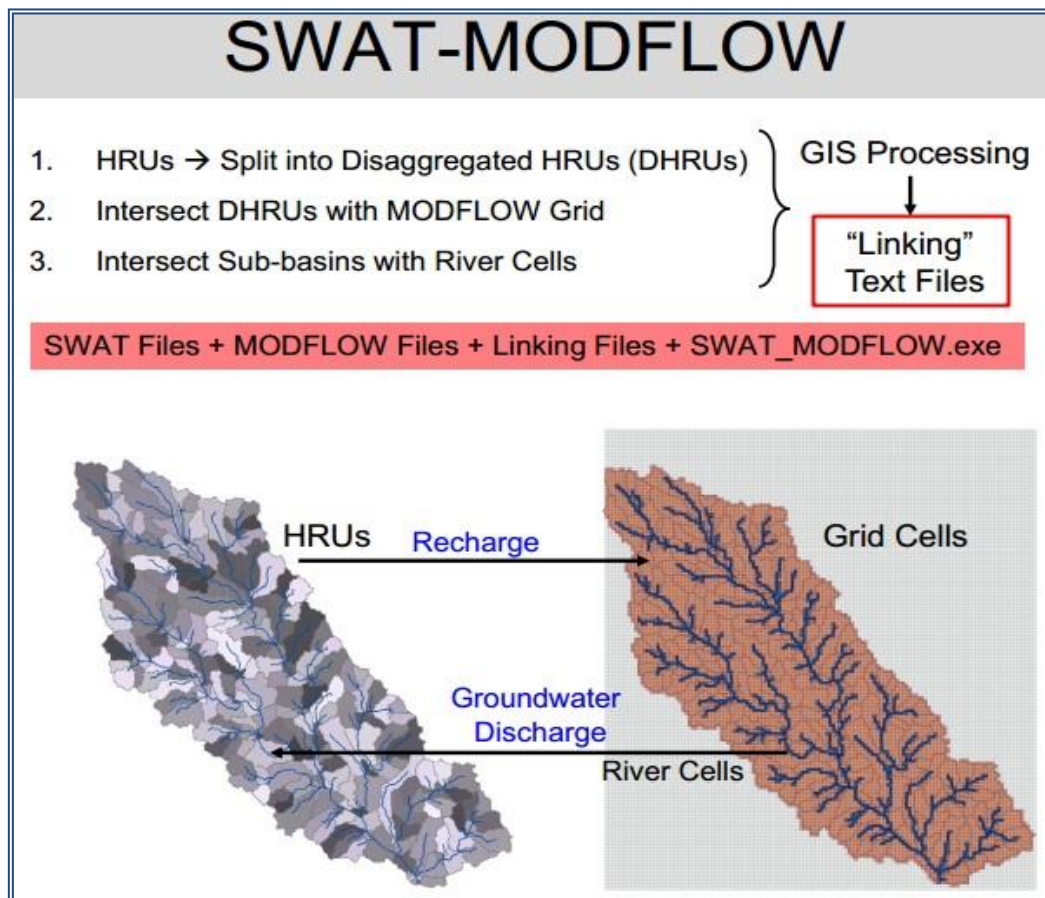 SWAT-MODFLOW
1. HRUs → Split into Disaggregated HRUs (DHRUs)
2. Intersect DHRUs with MODFLOW Grid
3. Intersect Sub-basins with River Cells
GIS Processing
“Linking”
Text Files
SWAT Files + MODFLOW Files + Linking Files + SWAT_MODFLOW.exe
HRUs
Recharge
Grid Cells
Groundwater
Discharge
River Cells